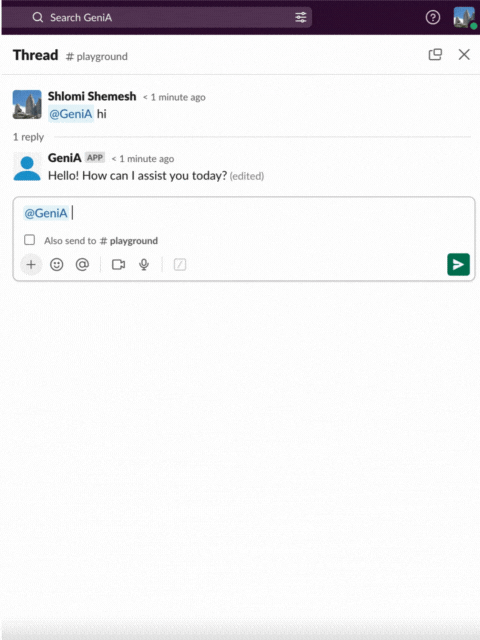 Search GeniA
Thread # playground
Shlomi Shemesh < 1 minute ago
@GeniA hi
1 reply
GeniA APP < 1 minute ago
Hello! How can I assist you today? (edited)
@GeniA
Also send to # playground